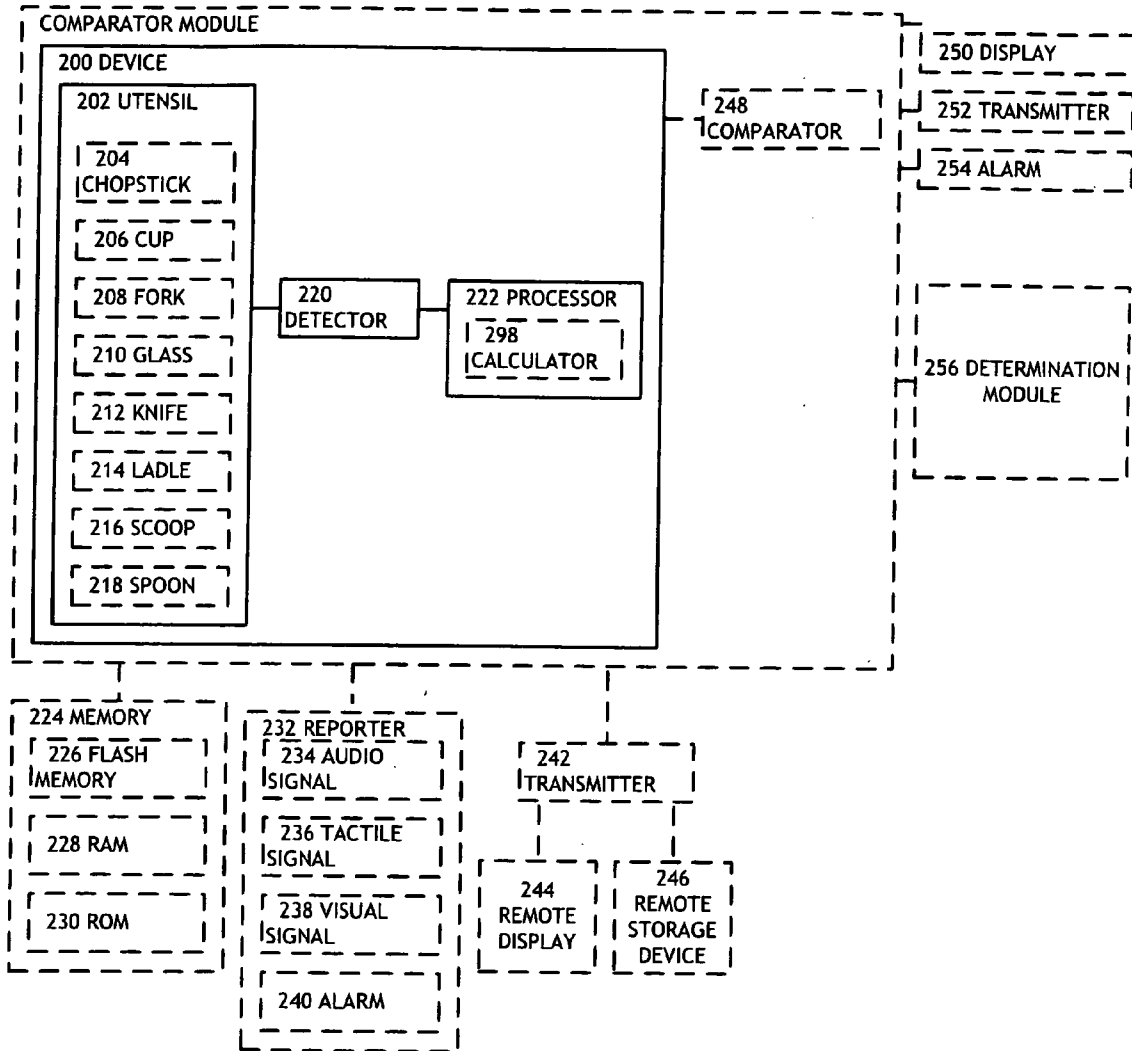 COMPARATOR MODULE
200 DEVICE
202 UTENSIL
204
CHOPSTICK
206 CUP
208 FORK
210 GLASS
212 KNIFE
214 LADLE
216 SCOOP
218 SPOON
220
DETECTOR
222 PROCESSOR
298
CALCULATOR
248
COMPARATOR
250 DISPLAY
252 TRANSMITTER
254 ALARM
256 DETERMINATION
MODULE
224 MEMORY
226 FLASH
MEMORY
228 RAM
230 ROM
232 REPORTER
234 AUDIO
SIGNAL
236 TACTILE
SIGNAL
238 VISUAL
SIGNAL
240 ALARM
242
TRANSMITTER
244
REMOTE
DISPLAY
246
REMOTE
STORAGE
DEVICE